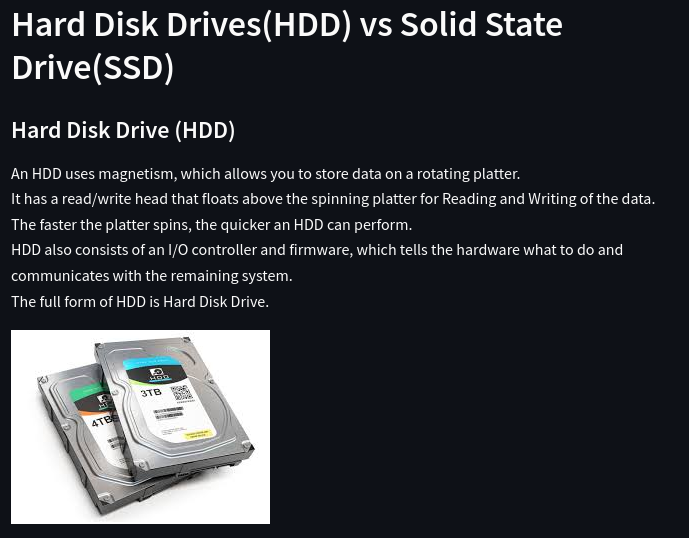 Hard Disk Drives(HDD) vs Solid State
Drive(SSD)
Hard Disk Drive (HDD)
An HDD uses magnetism, which allows you to store data on a rotating platter.
It has a read/write head that floats above the spinning platter for Reading and Writing of the data.
The faster the platter spins, the quicker an HDD can perform.
HDD also consists of an I/O controller and firmware, which tells the hardware what to do and
communicates with the remaining system.
The full form of HDD is Hard Disk Drive.
HDD
3TB
4TB